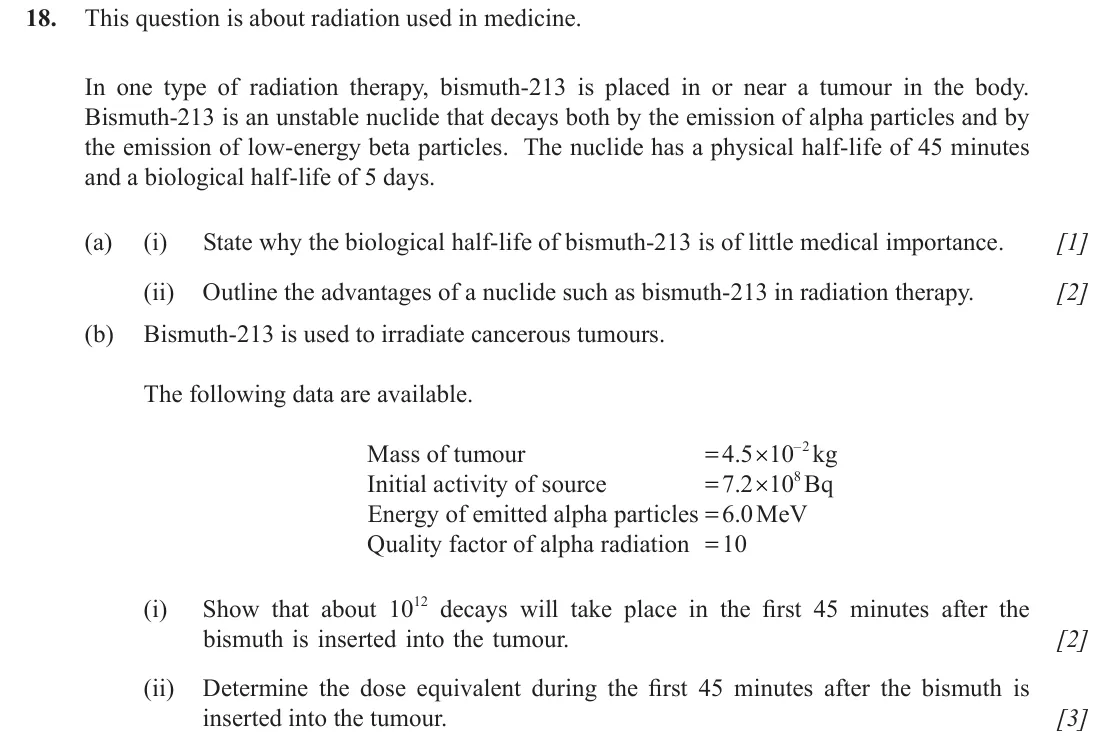 18. This question is about radiation used in medicine.
In one type of radiation therapy, bismuth-213 is placed in or near a tumour in the body.
Bismuth-213 is an unstable nuclide that decays both by the emission of alpha particles and by
the emission of low-energy beta particles. The nuclide has a physical half-life of 45 minutes
and a biological half-life of 5 days.
(a) (i) State why the biological half-life of bismuth-213 is of little medical importance. [1]
(ii) Outline the advantages of a nuclide such as bismuth-213 in radiation therapy. [2]
(b) Bismuth-213 is used to irradiate cancerous tumours.
The following data are available.
Mass of tumour =4.5×10⁻² kg
Initial activity of source =7.2×10⁸ Bq
Energy of emitted alpha particles =6.0 MeV
Quality factor of alpha radiation =10
(i) Show that about 10¹² decays will take place in the first 45 minutes after the
bismuth is inserted into the tumour. [2]
(ii) Determine the dose equivalent during the first 45 minutes after the bismuth is
inserted into the tumour. [3]